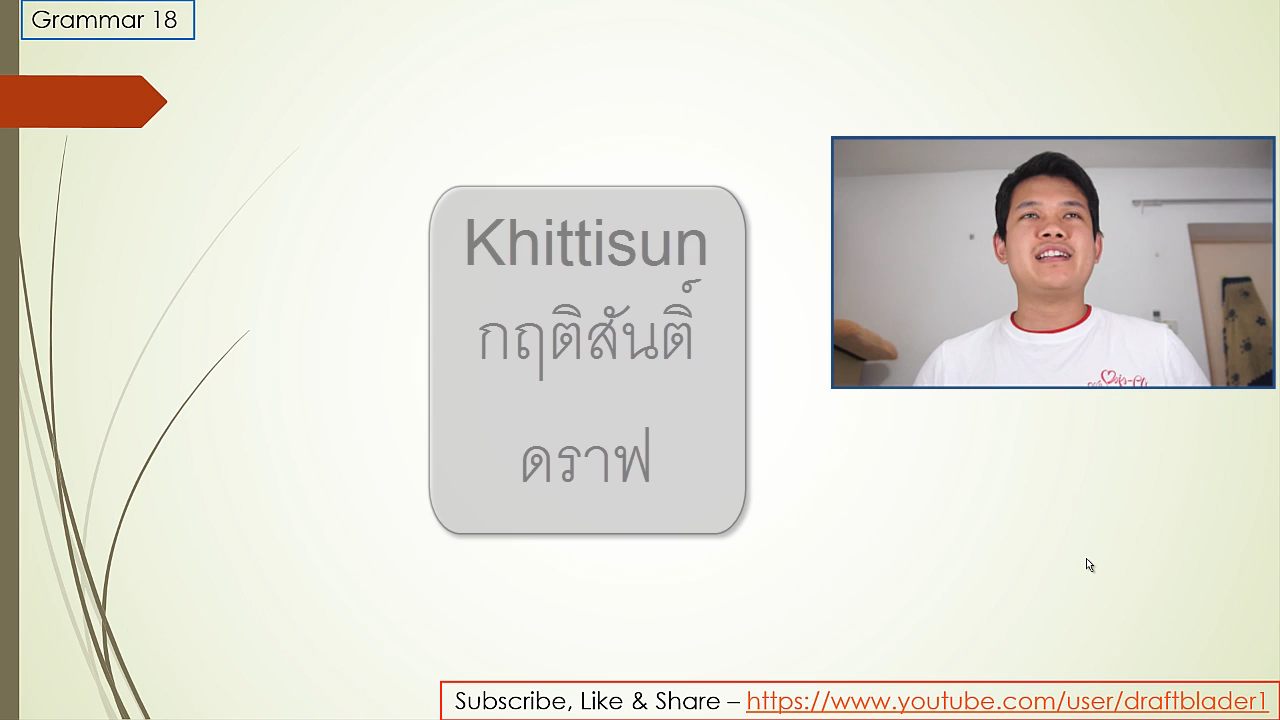 Grammar 18
Khittisun
กฤติสันติ์
ดราฟ
Subscribe, Like & Share – https://www.youtube.com/user/draftblader1